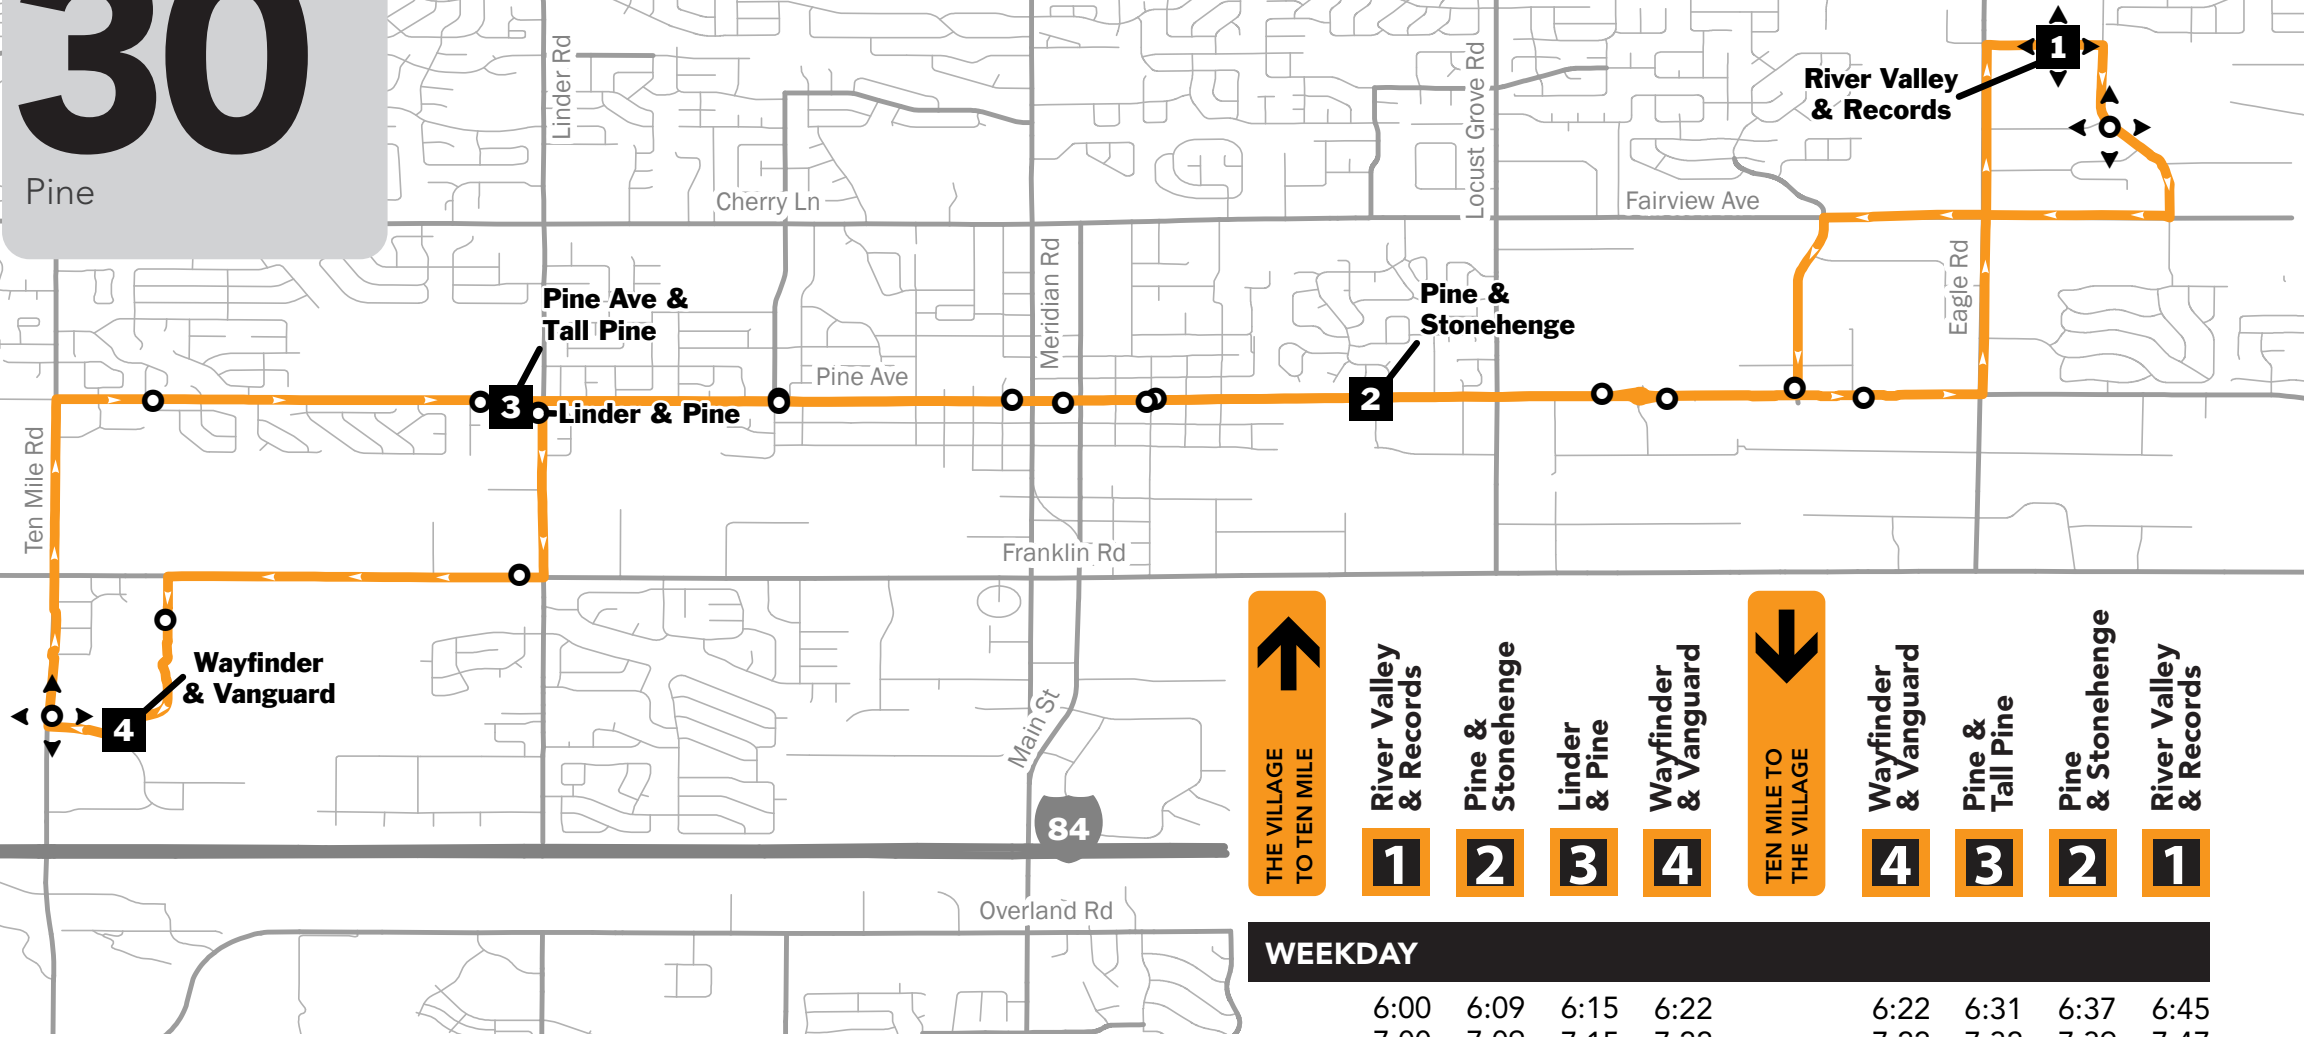 30
Pine
Linder Rd
Locust Grove Rd
1
River Valley
& Records
Cherry Ln
Fairview Ave
Meridian Rd
Eagle Rd
Pine Ave &
Tall Pine
Pine &
Stonehenge
Pine Ave
3
Linder & Pine
2
Ten Mile Rd
Franklin Rd
Wayfinder
& Vanguard
4
Main St
84
Overland Rd
THE VILLAGE
TO TEN MILE
River Valley
& Records
Pine &
Stonehenge
Linder
& Pine
Wayfinder
& Vanguard
TEN MILE TO
THE VILLAGE
Wayfinder
& Vanguard
Pine &
Tall Pine
Pine
& Stonehenge
River Valley
& Records
1 2 3 4 4 3 2 1
WEEKDAY
6:00 6:09 6:15 6:22 6:22 6:31 6:37 6:45